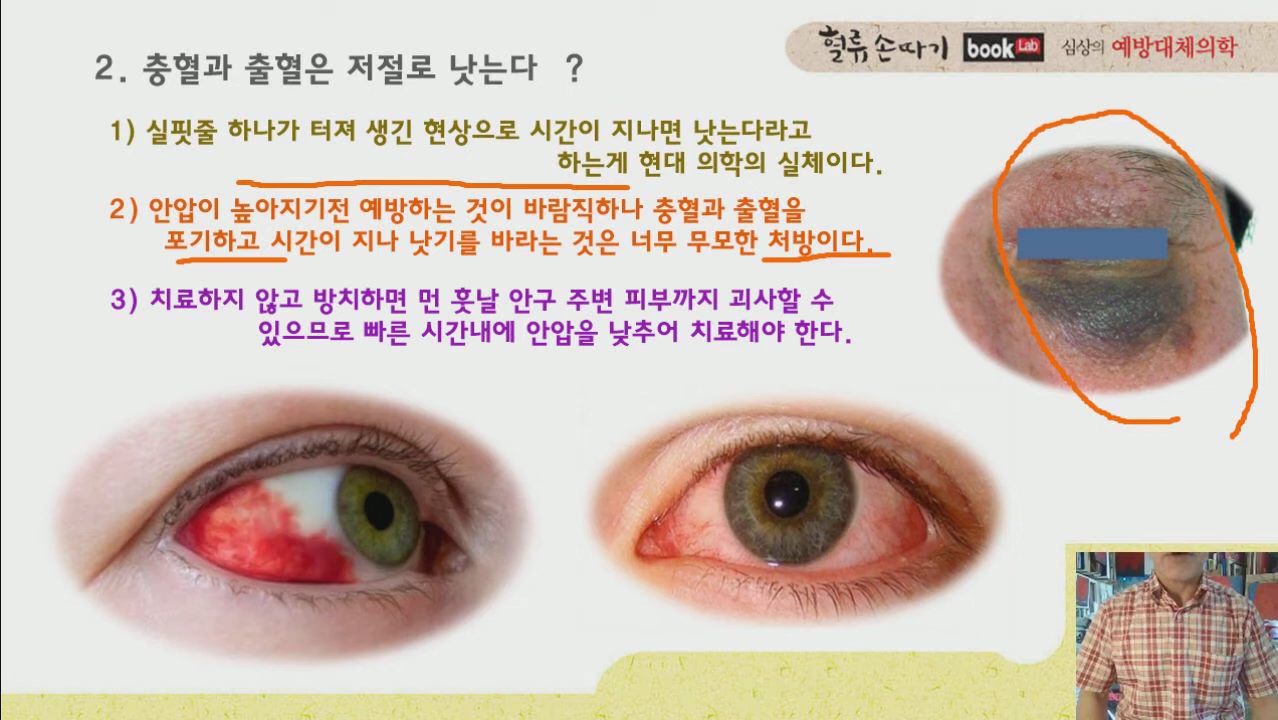 혈류 손따기 book Lab 심상의 예방대체의학
2. 충혈과 출혈은 저절로 낫는다 ?
1) 실핏줄 하나가 터져 생긴 현상으로 시간이 지나면 낫는다라고
하는게 현대 의학의 실체이다.
2) 안압이 높아지기전 예방하는 것이 바람직하나 충혈과 출혈을
포기하고 시간이 지나 낫기를 바라는 것은 너무 무모한 처방이다.
3) 치료하지 않고 방치하면 먼 훗날 안구 주변 피부까지 괴사할 수
있으므로 빠른 시간내에 안압을 낮추어 치료해야 한다.